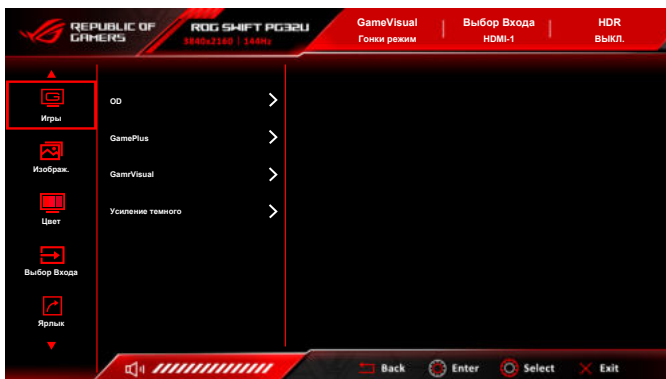 REPUBLIC OF
GAMERS
ROG SWIFT PG32U
3840x2160 | 144Hz
GameVisual
Гонки режим
Выбор Входа
HDMI-1
HDR
ВЫКЛ.
Игры
Изображ.
Цвет
Выбор Входа
Ярлык
OD
GamePlus
GamrVisual
Усиление темного
Back
Enter
Select
Exit